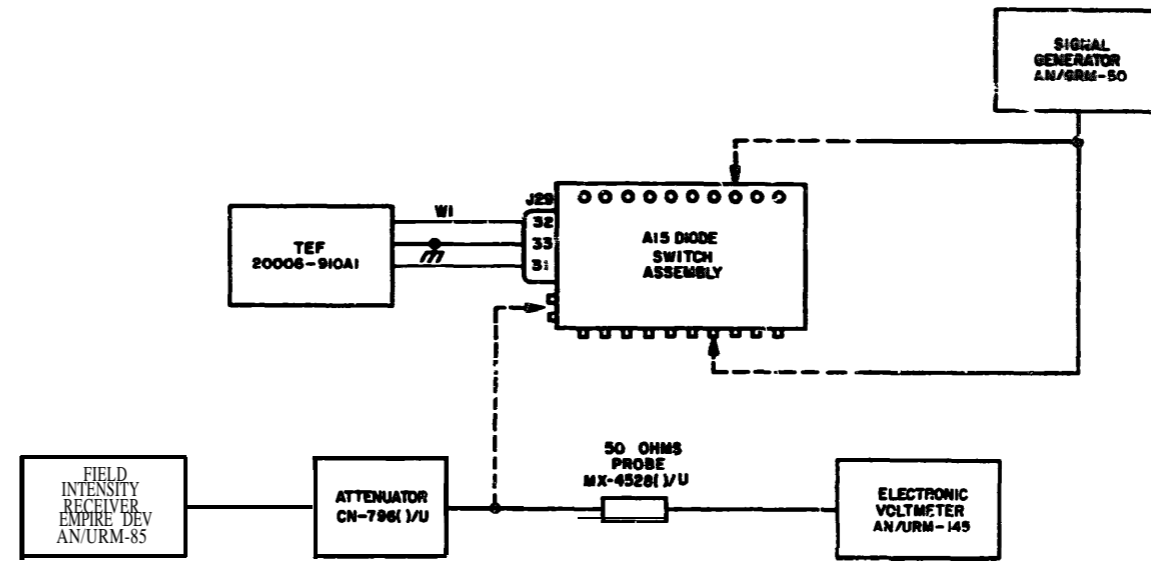 SIGNAL
GENERATOR
AN/GRM-50
J29
W1
32
33
31
TEF
20006-910A1
A15 DIODE
SWITCH
ASSEMBLY
50 OHMS
PROBE
MX-4528( )/U
FIELD
INTENSITY
RECEIVER
EMPIRE DEV
AN/URM-85
ATTENUATOR
CN-796( )/U
ELECTRONIC
VOLTMETER
AN/URM-145